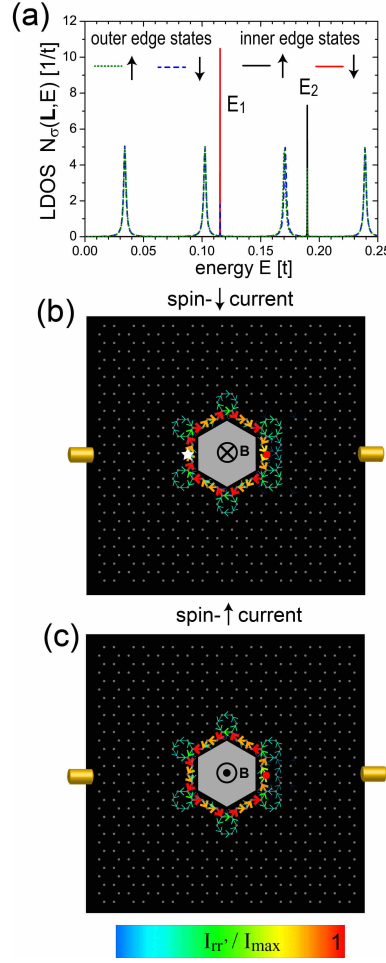 (a)
outer edge states inner edge states
↑ ↓ ↑ ↓
E1
E2
LDOS Nσ(L,E) [1/t]
12
10
8
6
4
2
0
0.00 0.05 0.10 0.15 0.20 0.25
energy E [t]
spin-↓ current
(b)
B
spin-↑ current
(c)
B
Irr'/Imax
1